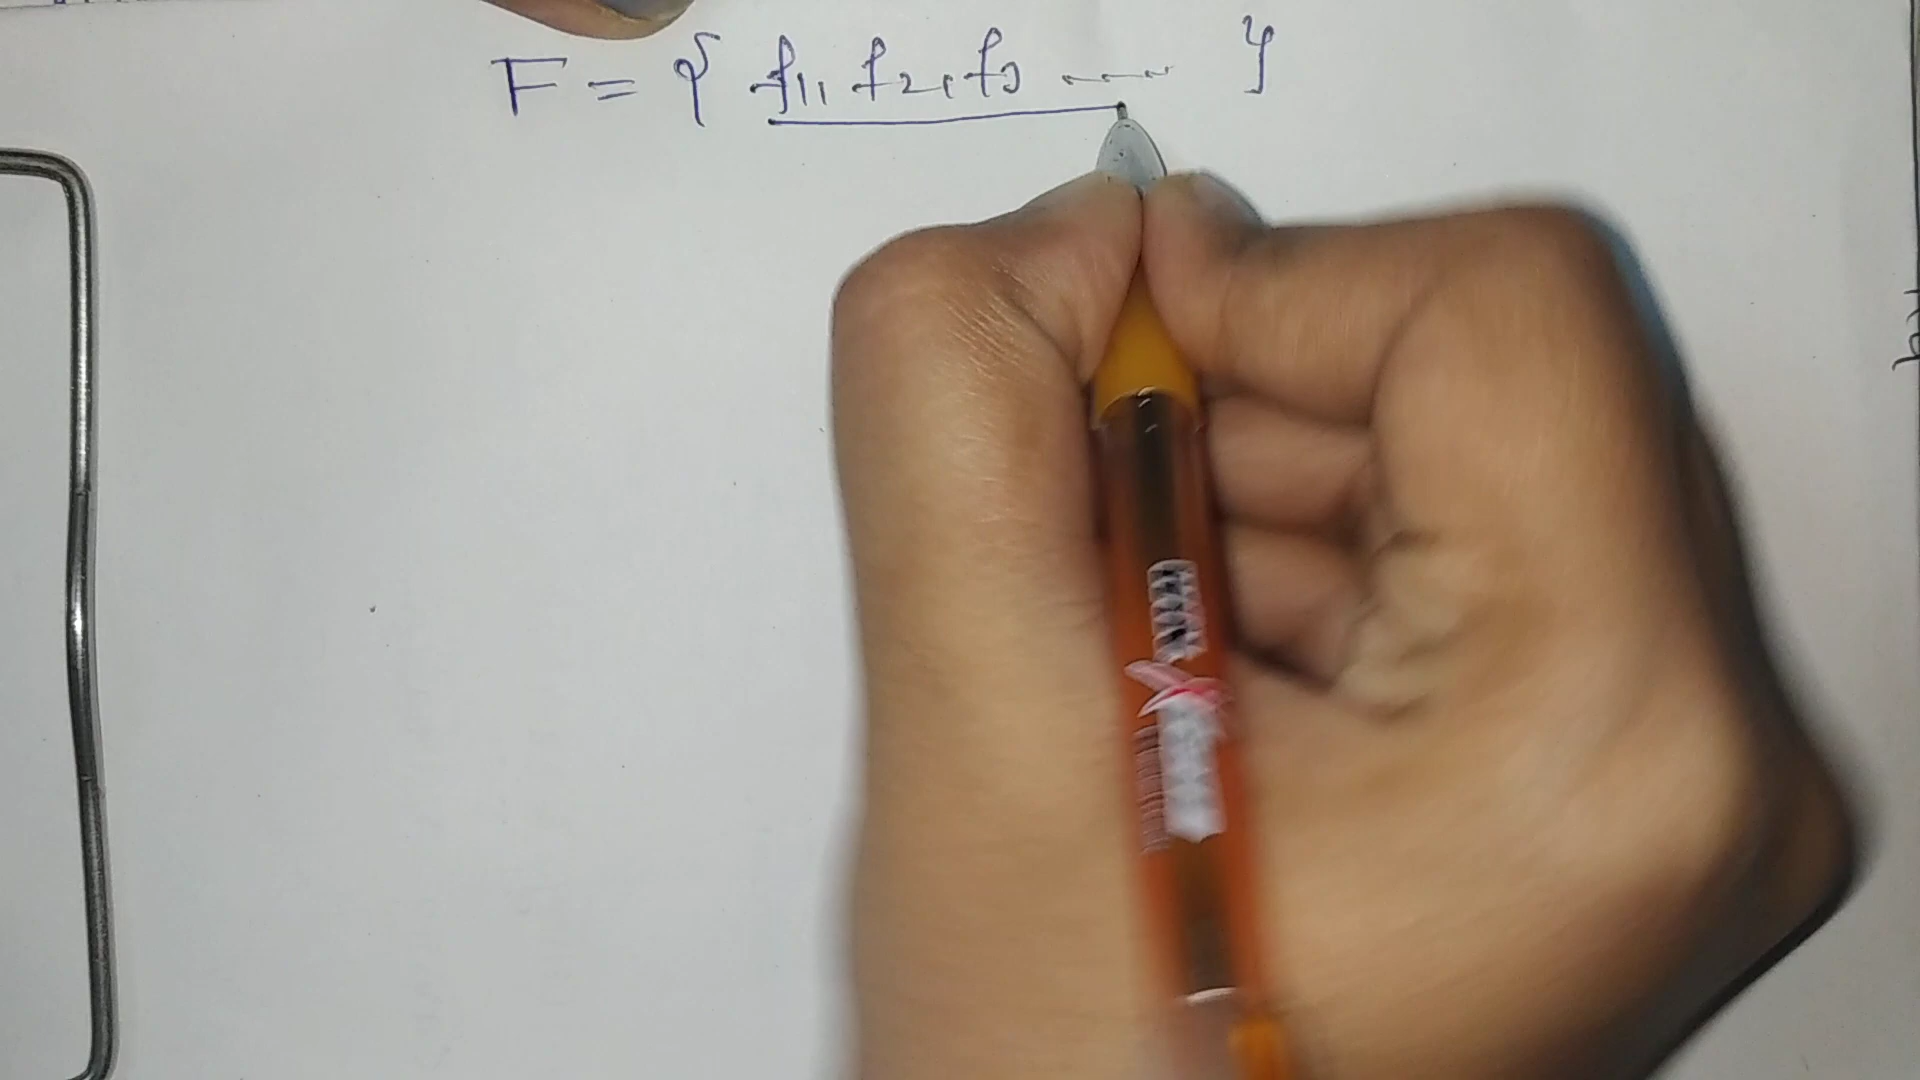 F = { f1, f2, f3 ---- }